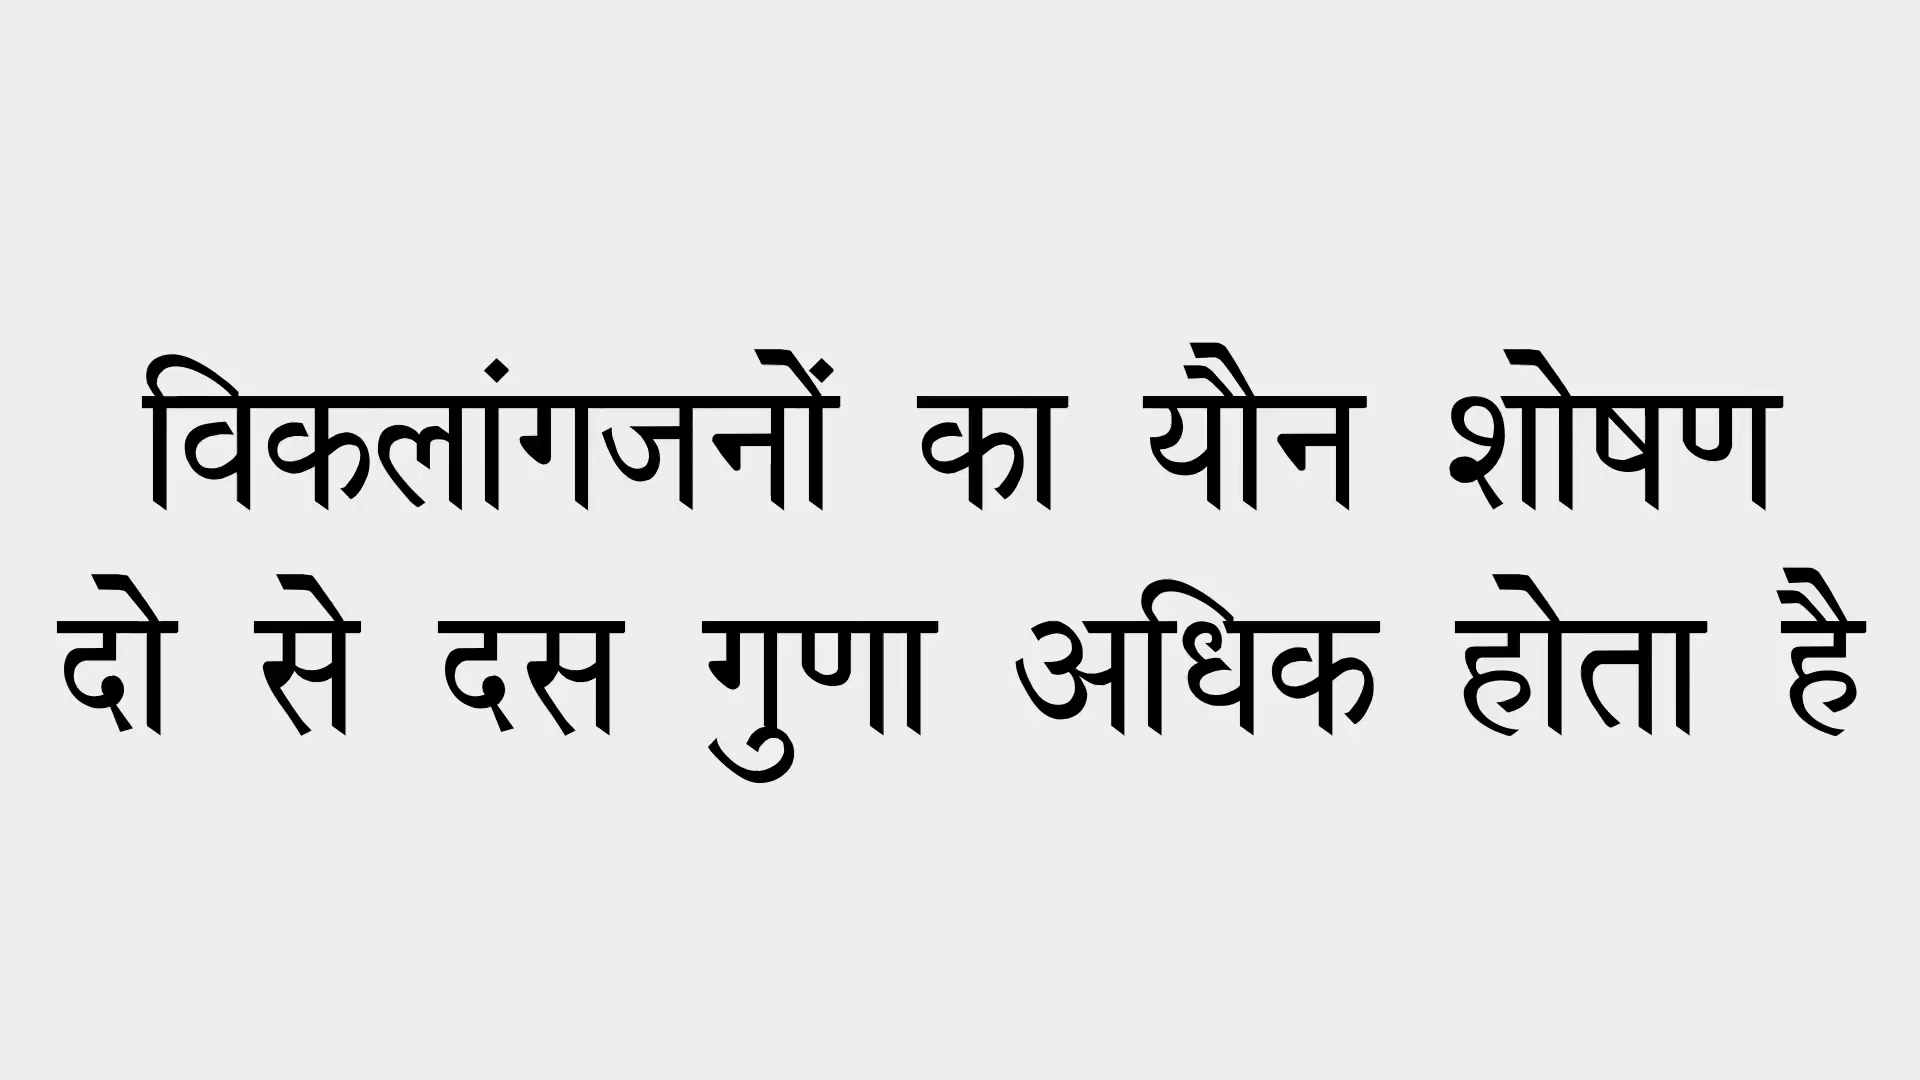 विकलांगजनों का यौन शोषण
दो से दस गुणा अधिक होता है